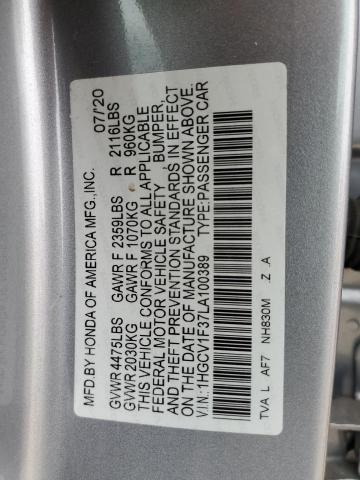 MFD.BY HONDA OF AMERICA MFG.,INC. 07/'20
GVWR 4475LBS GAWR F 2359LBS R 2116LBS
GVWR 2030KG GAWR F 1070KG R 960KG
THIS VEHICLE CONFORMS TO ALL APPLICABLE
FEDERAL MOTOR VEHICLE SAFETY BUMPER,
AND THEFT PREVENTION STANDARDS IN EFFECT
ON THE DATE OF MANUFACTURE SHOWN ABOVE.
V.I.N: 1HGCV1F37LA100389 TYPE:PASSENGER CAR
TVA L AF7 NH830M .Z .A